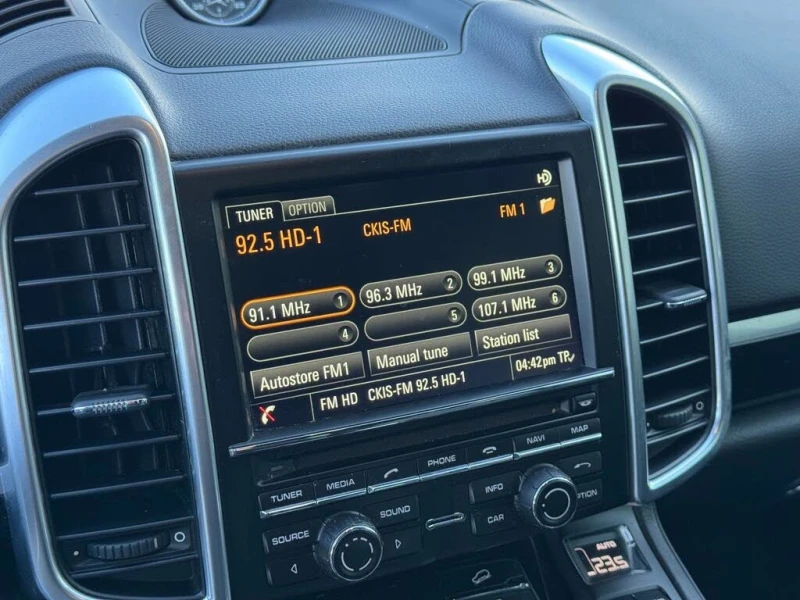 HD
TUNER OPTION
92.5 HD-1 CKIS-FM FM 1
91.1 MHz 1 96.3 MHz 2 99.1 MHz 3
4 5 107.1 MHz 6
Autostore FM1 Manual tune Station list
FM HD CKIS-FM 92.5 HD-1 04:42pm TP
TUNER MEDIA PHONE NAVI MAP
SOURCE SOUND INFO CAR OPTION
AUTO
23.5